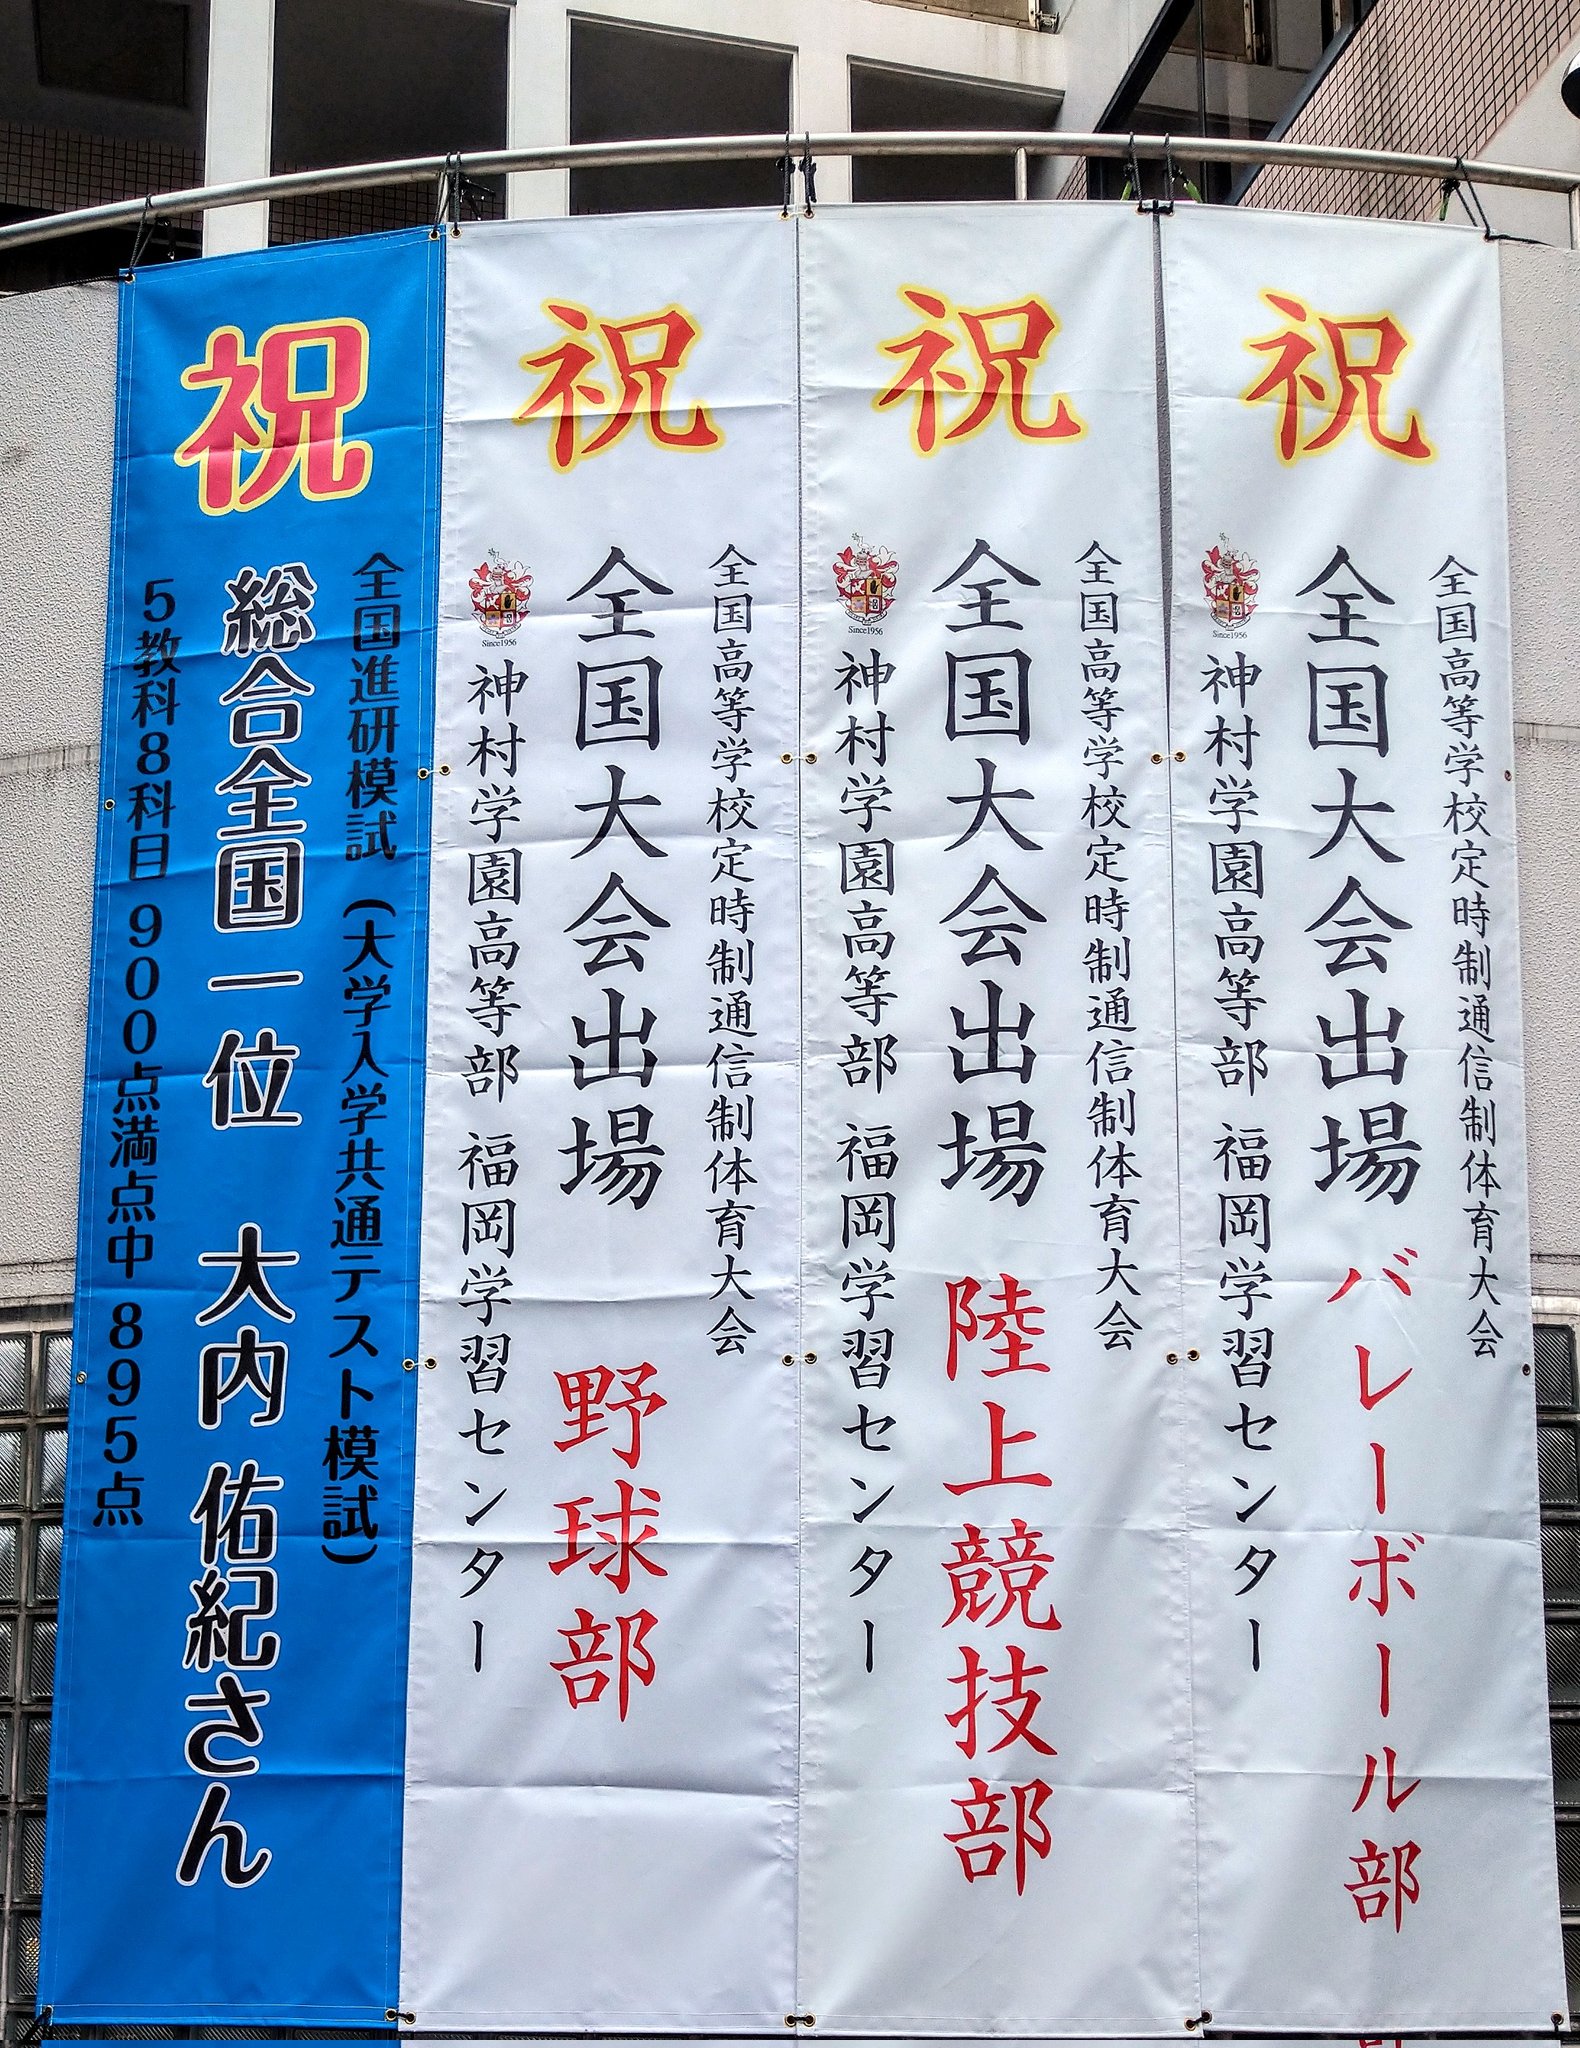 祝
全国高等学校定時制通信制体育大会
全国大会出場 バレーボール部
Since1956
神村学園高等部 福岡学習センター
祝
全国高等学校定時制通信制体育大会
全国大会出場 陸上競技部
Since1956
神村学園高等部 福岡学習センター
祝
全国高等学校定時制通信制体育大会
全国大会出場 野球部
Since1956
神村学園高等部 福岡学習センター
祝
全国進研模試(大学入学共通テスト模試)
総合全国一位 大内 佑紀さん
5教科8科目 900点満点中 895点